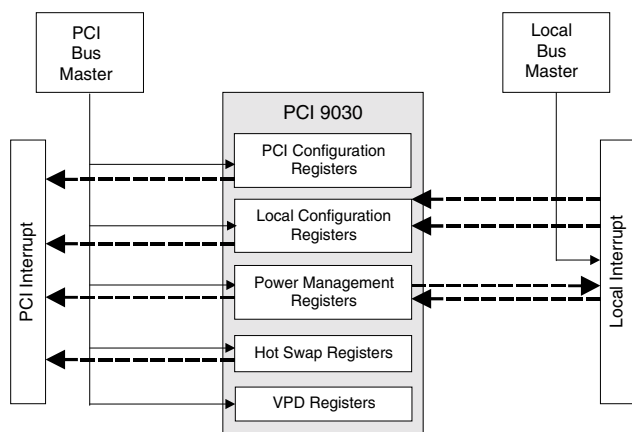 PCI
Bus
Master
Local
Bus
Master
PCI 9030
PCI Configuration
Registers
Local Configuration
Registers
Power Management
Registers
Hot Swap Registers
VPD Registers
PCI Interrupt
Local Interrupt